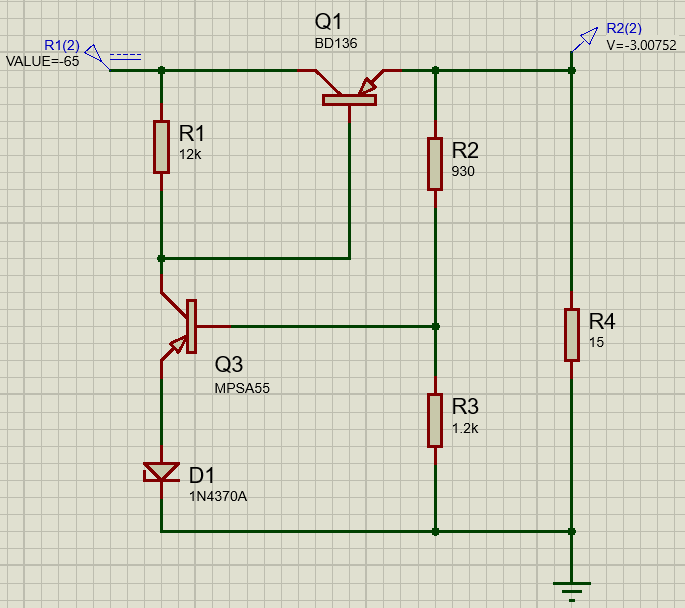 Q1
BD136
R1(2)
VALUE=-65
R2(2)
V=-3.00752
R1
12k
R2
930
R4
15
Q3
MPSA55
R3
1.2k
D1
1N4370A